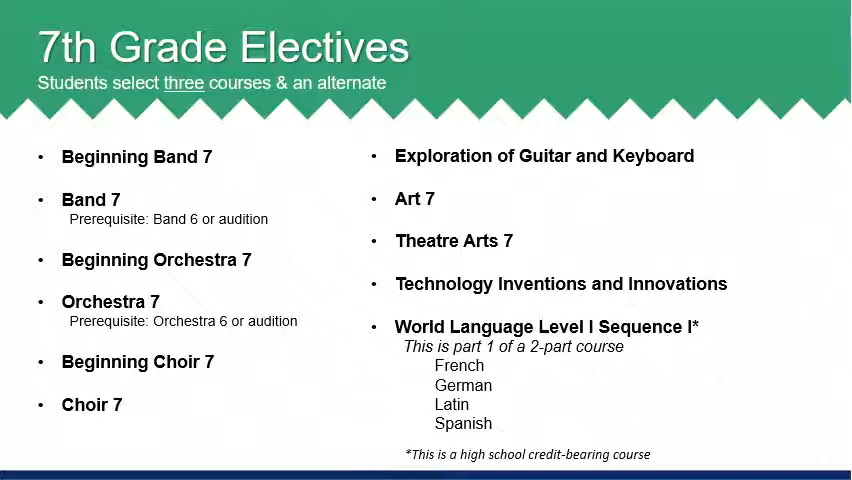 7th Grade Electives
Students select three courses & an alternate
• Beginning Band 7
• Band 7
Prerequisite: Band 6 or audition
• Beginning Orchestra 7
• Orchestra 7
Prerequisite: Orchestra 6 or audition
• Beginning Choir 7
• Choir 7
• Exploration of Guitar and Keyboard
• Art 7
• Theatre Arts 7
• Technology Inventions and Innovations
• World Language Level I Sequence I*
This is part 1 of a 2-part course
French
German
Latin
Spanish
*This is a high school credit-bearing course